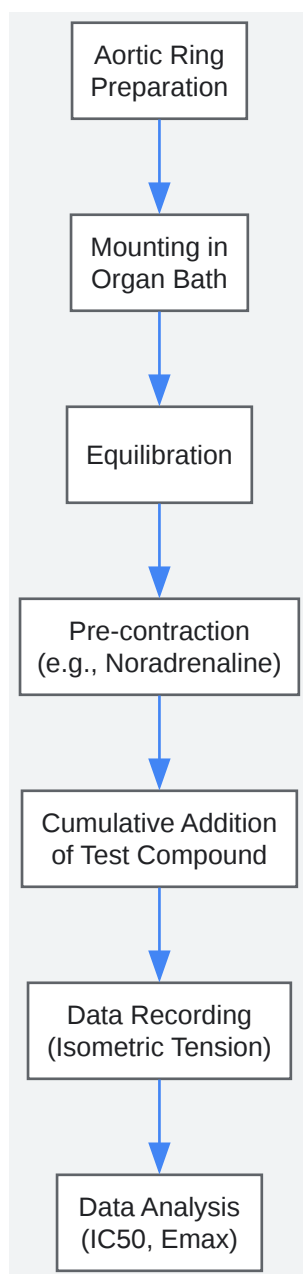 Aortic Ring
Preparation
Mounting in
Organ Bath
Equilibration
Pre-contraction
(e.g., Noradrenaline)
Cumulative Addition
of Test Compound
Data Recording
(Isometric Tension)
Data Analysis
(IC50, Emax)